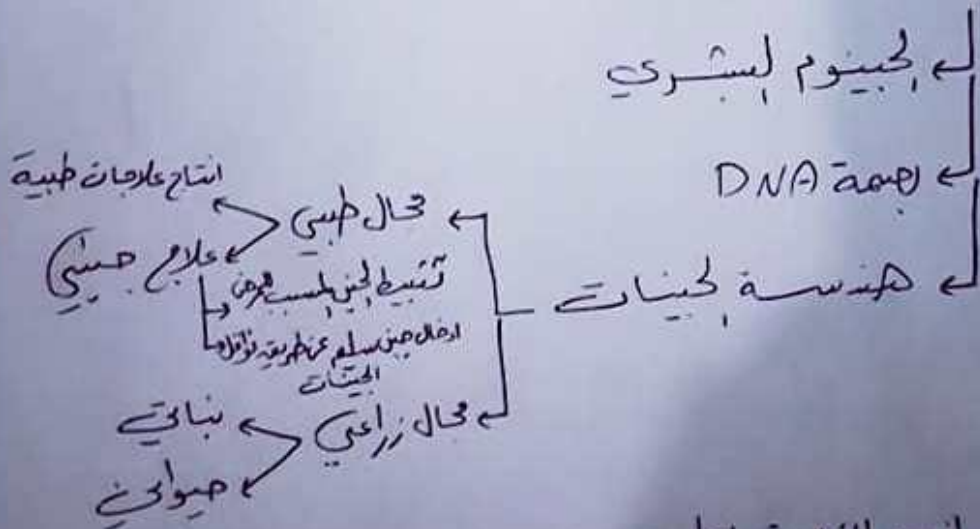 الجينوم البشري
بصمة DNA
هندسة الجينات
مجال طبي
انتاج علاجات طبية
علاج جيني
تثبيط الجين المسبب لمرض
ادخال جين سليم عن طريق نواقل
الجينات
مجال زراعي
نباتي
حيواني